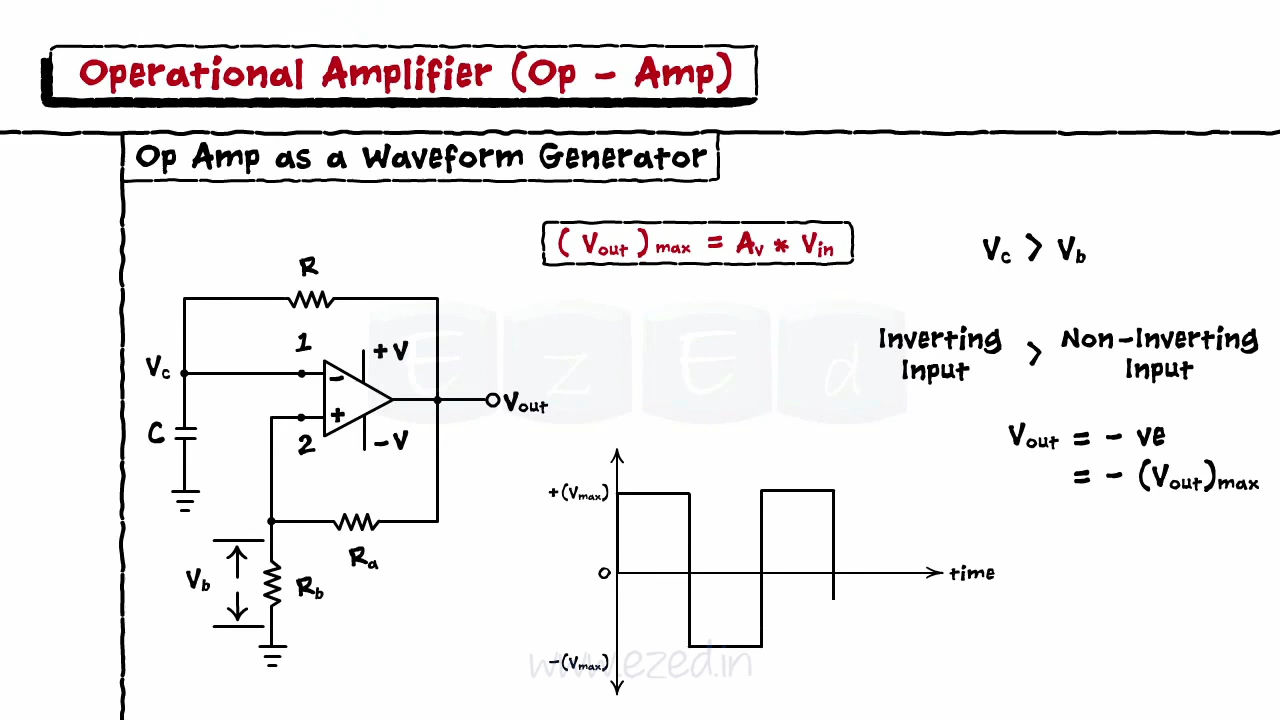 Operational Amplifier (Op - Amp)
Op Amp as a Waveform Generator
(Vout)max = Av * Vin
Vc > Vb
R
1
+V
Vc
-
Inverting Input > Non-Inverting Input
+
Vout
C
2
-V
Vout = - ve
= - (Vout)max
Ra
Vb
Rb
+(Vmax)
0
time
-(Vmax)
EzEd
www.ezed.in